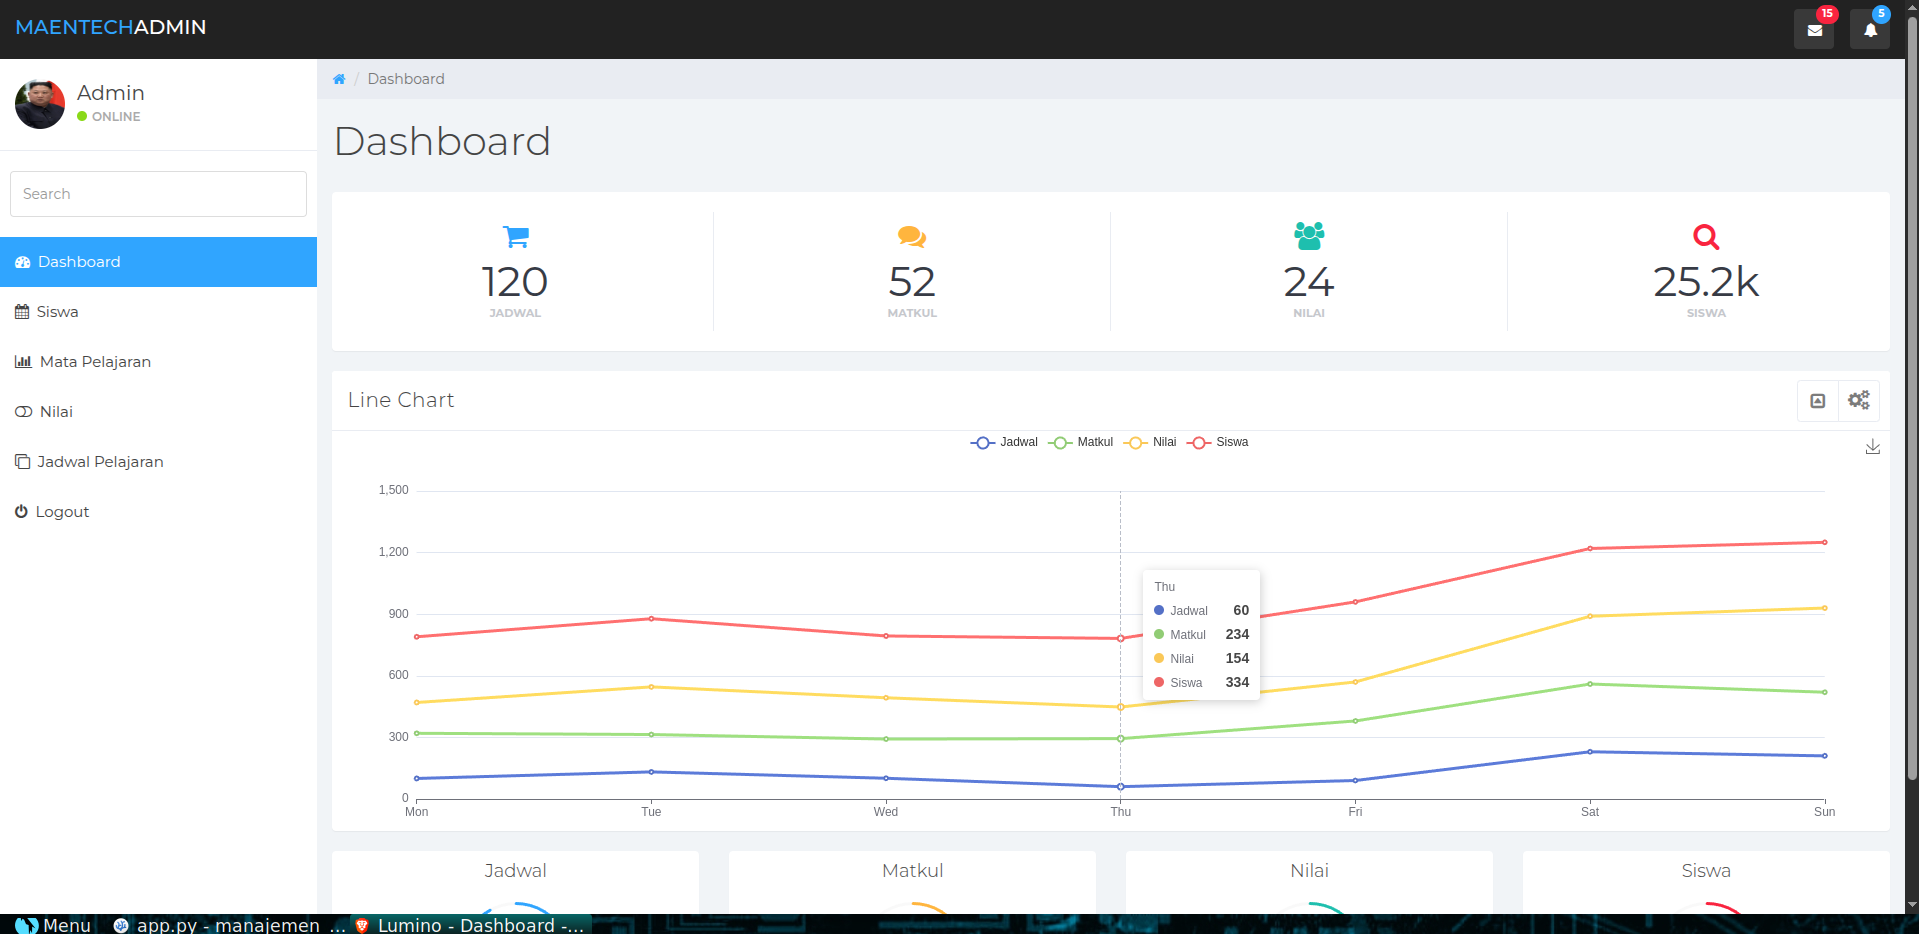 MAENTECHADMIN
15
5
Admin
ONLINE
Search
Dashboard
Siswa
Mata Pelajaran
Nilai
Jadwal Pelajaran
Logout
/ Dashboard
Dashboard
120
JADWAL
52
MATKUL
24
NILAI
25.2k
SISWA
Line Chart
Jadwal Matkul Nilai Siswa
1,500
1,200
900
600
300
0
Thu
Jadwal 60
Matkul 234
Nilai 154
Siswa 334
Mon Tue Wed Thu Fri Sat Sun
Jadwal
Matkul
Nilai
Siswa
Menu
app.py - manajemen ...
Lumino - Dashboard -...